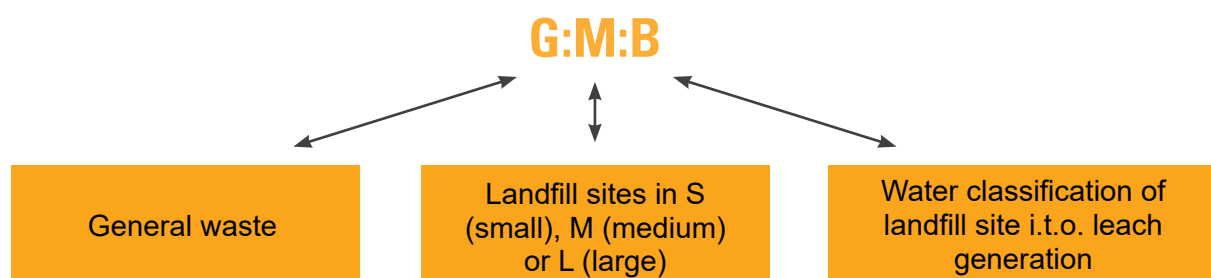 G:M:B
General waste
Landfill sites in S
(small), M (medium)
or L (large)
Water classification of
landfill site i.t.o. leach
generation